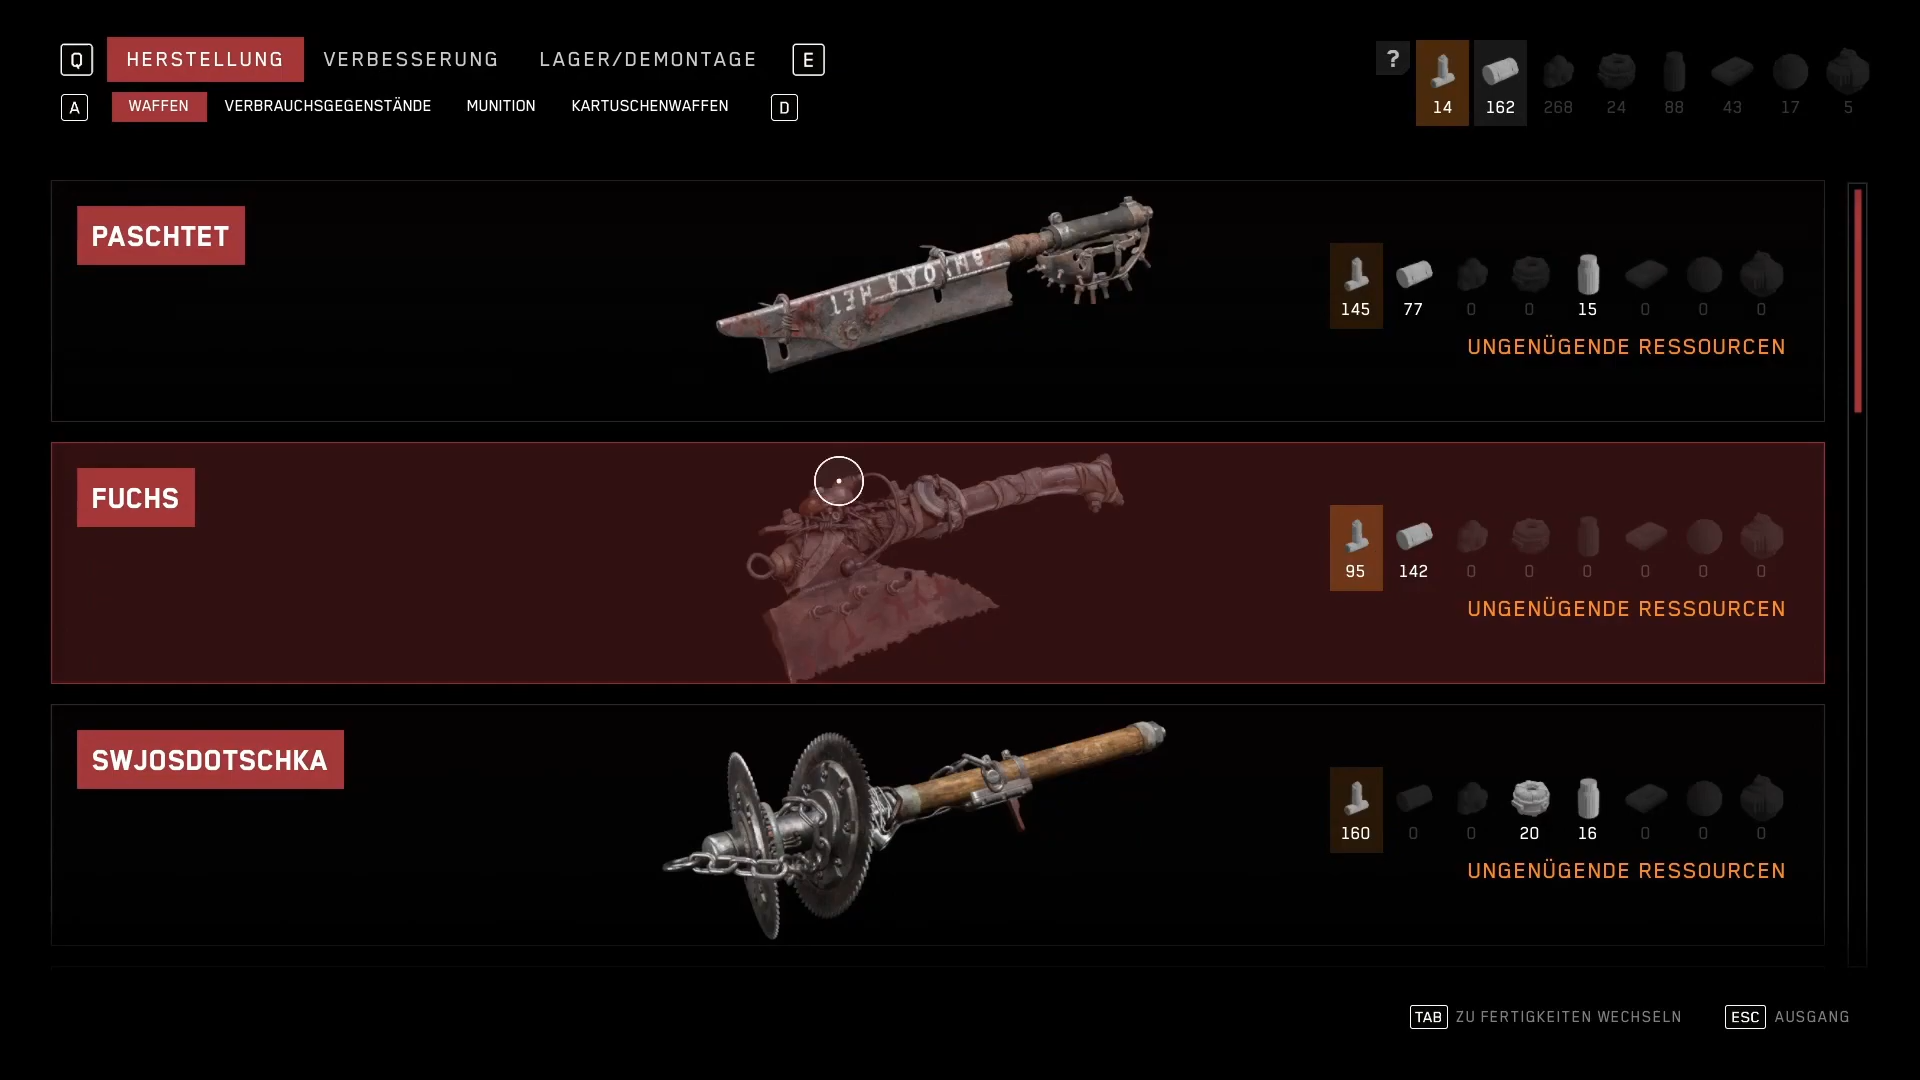 Q HERSTELLUNG VERBESSERUNG LAGER/DEMONTAGE E
A WAFFEN VERBRAUCHSGEGENSTÄNDE MUNITION KARTUSCHENWAFFEN D
?
14 162 268 24 88 43 17 5
PASCHTET
145 77 0 0 15 0 0 0
UNGENÜGENDE RESSOURCEN
FUCHS
95 142 0 0 0 0 0 0
UNGENÜGENDE RESSOURCEN
SWJOSDOTSCHKA
160 0 0 20 16 0 0 0
UNGENÜGENDE RESSOURCEN
TAB ZU FERTIGKEITEN WECHSELN ESC AUSGANG